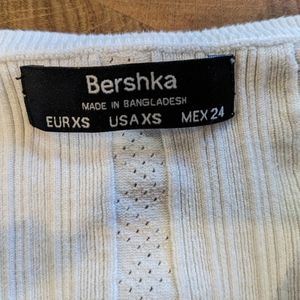 Bershka
MADE IN BANGLADESH
EUR XS USA XS MEX 24